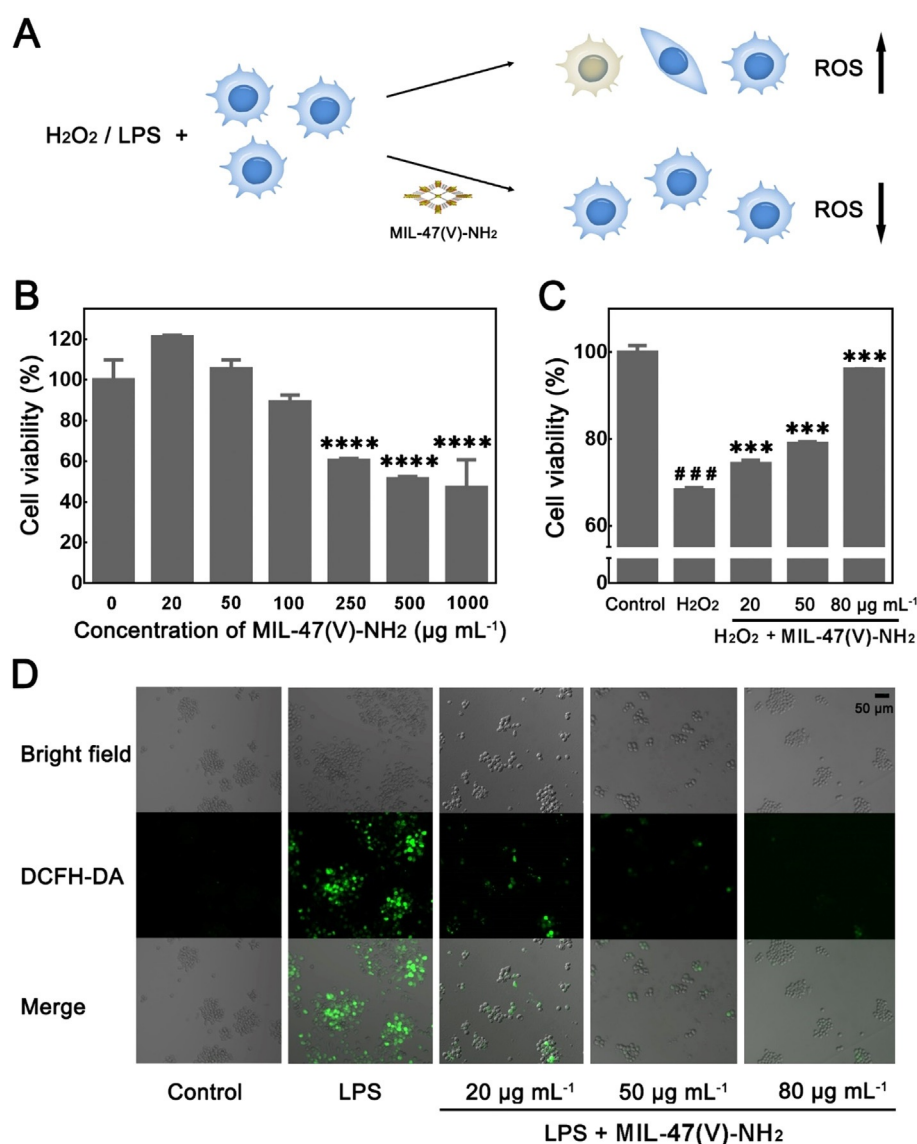 A
H₂O₂ / LPS +
ROS
MIL-47(V)-NH₂
ROS
B
Cell viability (%)
120
100
80
60
40
20
0
****
****
****
0 20 50 100 250 500 1000
Concentration of MIL-47(V)-NH₂ (µg mL⁻¹)
C
Cell viability (%)
100
80
60
0
###
***
***
***
Control H₂O₂ 20 50 80 µg mL⁻¹
H₂O₂ + MIL-47(V)-NH₂
D
50 µm
Bright field
DCFH-DA
Merge
Control LPS 20 µg mL⁻¹ 50 µg mL⁻¹ 80 µg mL⁻¹
LPS + MIL-47(V)-NH₂